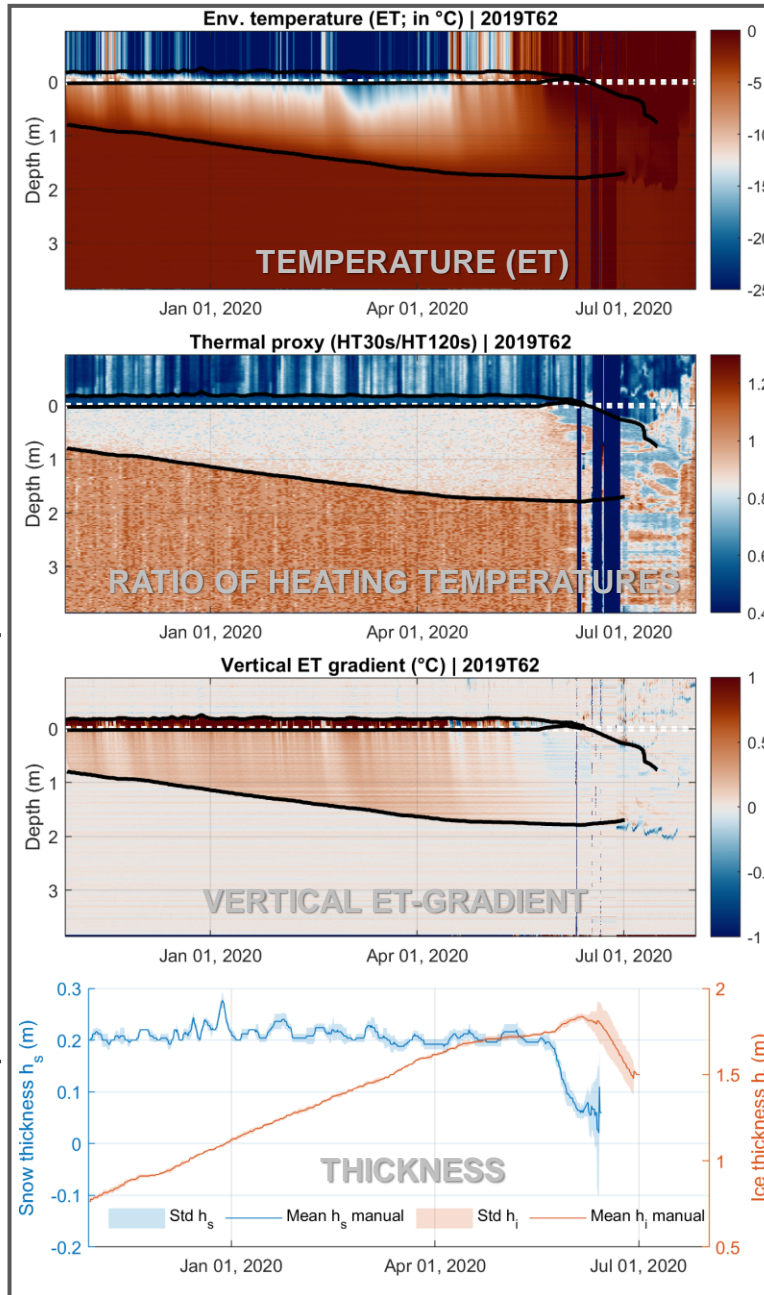 Env. temperature (ET; in °C) | 2019T62
0
-5
-10
-15
-20
-25
0
1
2
3
Depth (m)
TEMPERATURE (ET)
Jan 01, 2020 Apr 01, 2020 Jul 01, 2020
Thermal proxy (HT30s/HT120s) | 2019T62
1.2
1
0.8
0.6
0.4
0
1
2
3
Depth (m)
RATIO OF HEATING TEMPERATURES
Jan 01, 2020 Apr 01, 2020 Jul 01, 2020
Vertical ET gradient (°C) | 2019T62
1
0
-0.
-1
0
1
2
3
Depth (m)
VERTICAL ET-GRADIENT
Jan 01, 2020 Apr 01, 2020 Jul 01, 2020
0.3
0.2
0.1
0
-0.1
-0.2
Snow thickness h_s (m)
2
1.5
1
0.5
Ice thickness h (m)
THICKNESS
Std h_s Mean h_s manual Std h_i Mean h_i manual
Jan 01, 2020 Apr 01, 2020 Jul 01, 2020